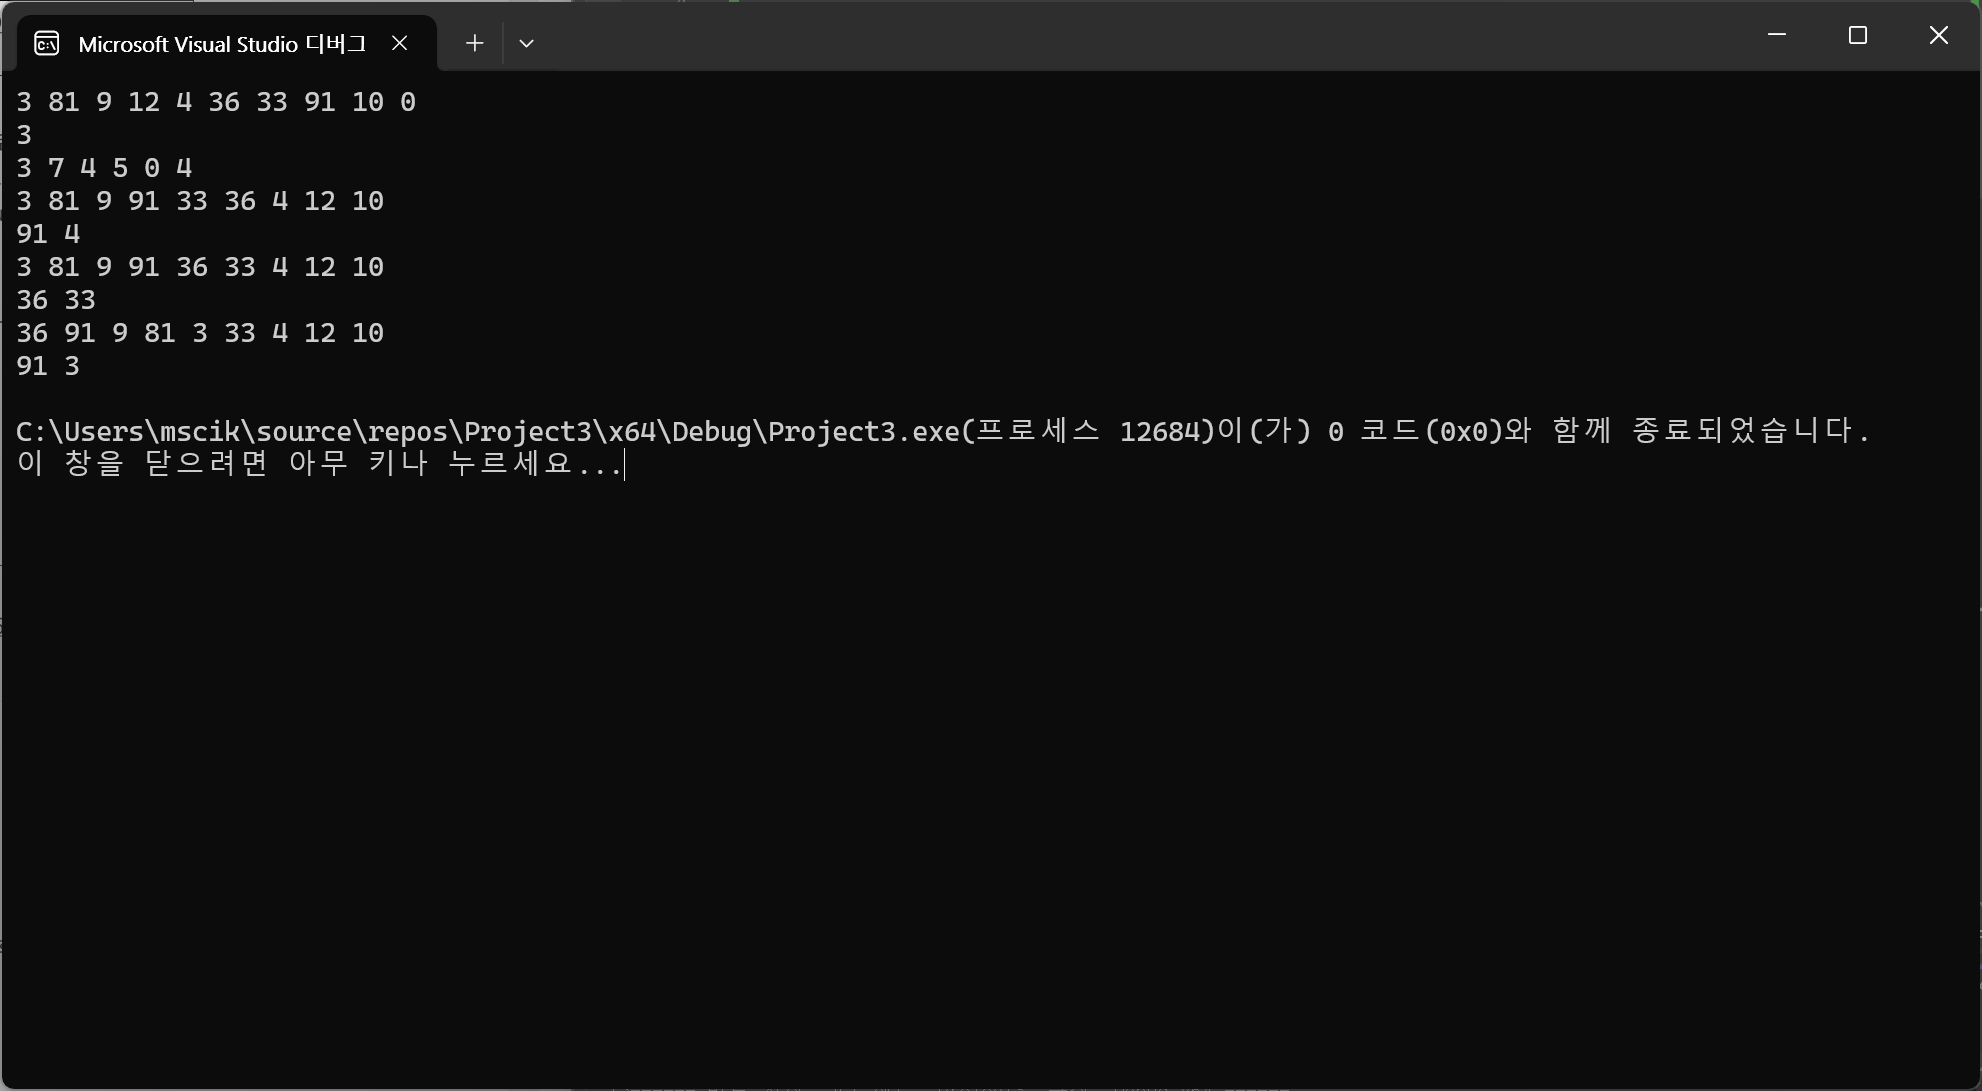 Microsoft Visual Studio 디버그
3 81 9 12 4 36 33 91 10 0
3
3 7 4 5 0 4
3 81 9 91 33 36 4 12 10
91 4
3 81 9 91 36 33 4 12 10
36 33
36 91 9 81 3 33 4 12 10
91 3
C:\Users\mscik\source\repos\Project3\x64\Debug\Project3.exe(프로세스 12684)이(가) 0 코드(0x0)와 함께 종료되었습니다.
이 창을 닫으려면 아무 키나 누르세요...